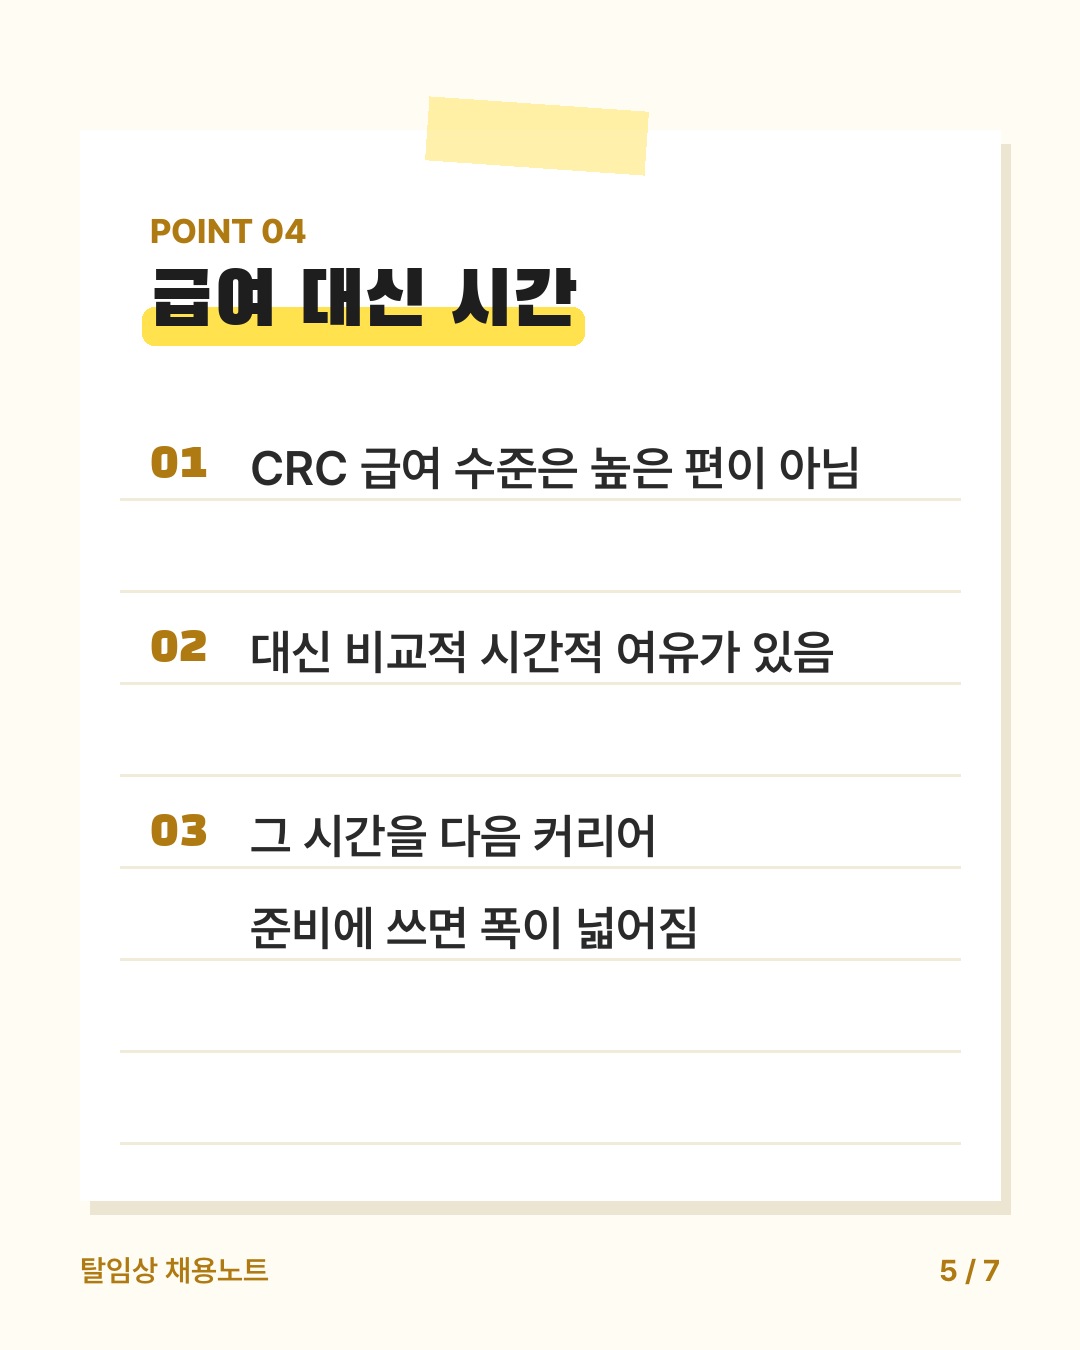 POINT 04
급여 대신 시간
01 CRC 급여 수준은 높은 편이 아님
02 대신 비교적 시간적 여유가 있음
03 그 시간을 다음 커리어
준비에 쓰면 폭이 넓어짐
탈임상 채용노트
5 / 7